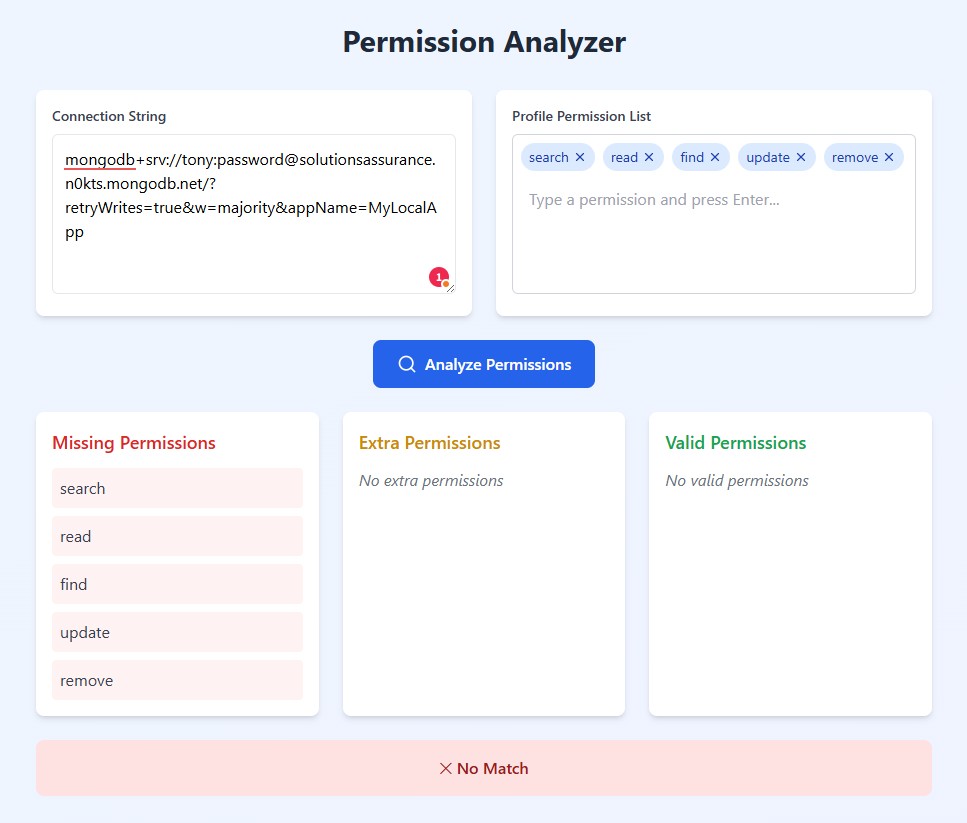 Permission Analyzer
Connection String
mongodb+srv://tony:password@solutionsassurance.
n0kts.mongodb.net/?
retryWrites=true&w=majority&appName=MyLocalA
pp
1
Profile Permission List
search ✕ read ✕ find ✕ update ✕ remove ✕
Type a permission and press Enter...
Analyze Permissions
Missing Permissions
search
read
find
update
remove
Extra Permissions
No extra permissions
Valid Permissions
No valid permissions
✕ No Match